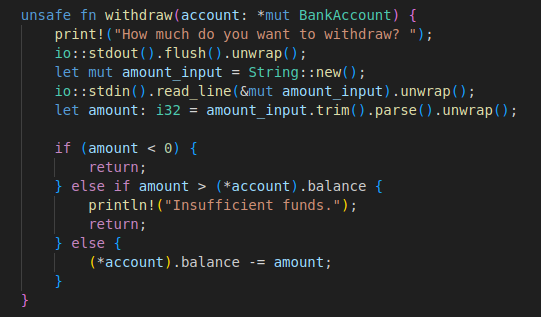 unsafe fn withdraw(account: *mut BankAccount) {
    print!("How much do you want to withdraw? ");
    io::stdout().flush().unwrap();
    let mut amount_input = String::new();
    io::stdin().read_line(&mut amount_input).unwrap();
    let amount: i32 = amount_input.trim().parse().unwrap();

    if (amount < 0) {
        return;
    } else if amount > (*account).balance {
        println!("Insufficient funds.");
        return;
    } else {
        (*account).balance -= amount;
    }
}